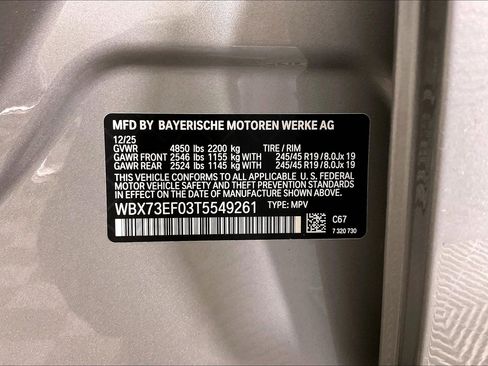 MFD BY BAYERISCHE MOTOREN WERKE AG
12/25
GVWR 4850 lbs 2200 kg TIRE / RIM
GAWR FRONT 2546 lbs 1155 kg 245/45 R19 / 8.0Jx 19
GAWR REAR 2524 lbs 1145 kg 245/45 R19 / 8.0Jx 19
THIS VEHICLE CONFORMS TO ALL APPLICABLE U. S. FEDERAL
MOTOR VEHICLE SAFETY, BUMPER, AND THEFT PREVENTION
STANDARDS IN EFFECT ON THE DATE OF MANUFACTURE
SHOWN ABOVE.
WBX73EF03T5549261 TYPE: MPV
C67
7 320 730